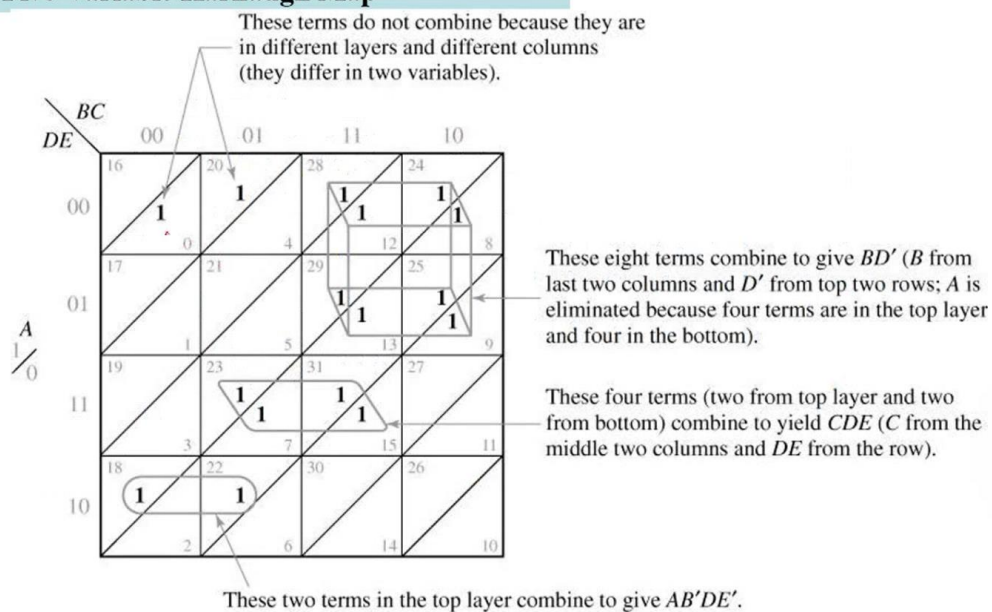 These terms do not combine because they are
in different layers and different columns
(they differ in two variables).
BC
DE 00 01 11 10
16 20 28 24
1 1 1 1
00 1 1
0 4 12 8
17 21 29 25
01 1 1
1 1
1 5 13 9
These eight terms combine to give BD′ (B from
last two columns and D′ from top two rows; A is
eliminated because four terms are in the top layer
and four in the bottom).
A
1
0
19 23 31 27
11 1 1
1 1
3 7 15 11
These four terms (two from top layer and two
from bottom) combine to yield CDE (C from the
middle two columns and DE from the row).
18 22 30 26
10 1 1
2 6 14 10
These two terms in the top layer combine to give AB′DE′.